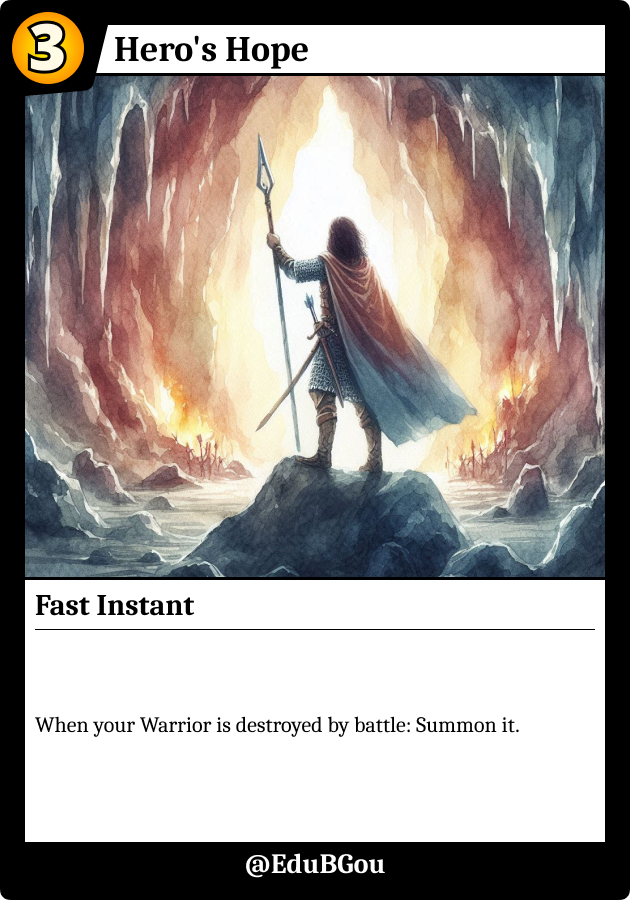 3
Hero's Hope
Fast Instant
When your Warrior is destroyed by battle: Summon it.
@EduBGou